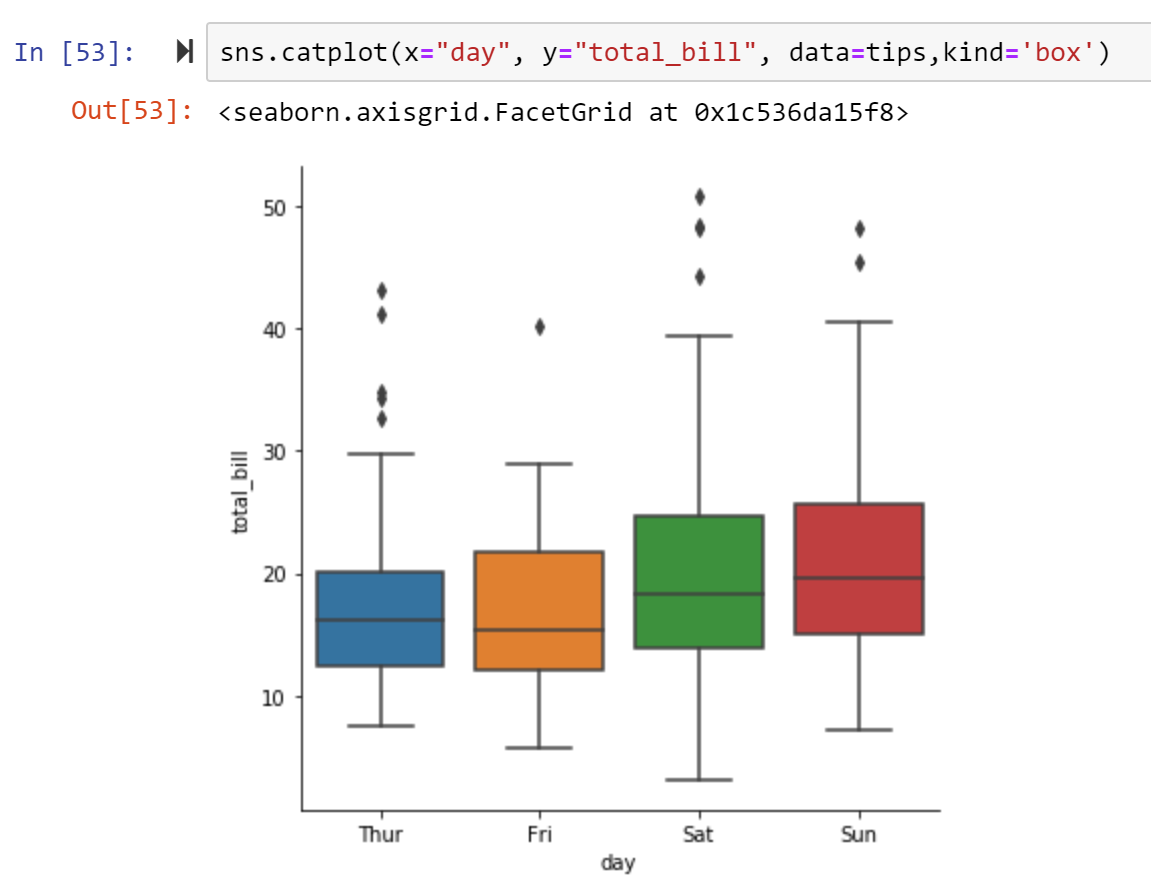 In [53]: sns.catplot(x="day", y="total_bill", data=tips,kind='box')
Out[53]: <seaborn.axisgrid.FacetGrid at 0x1c536da15f8>
50
40
30
20
10
total_bill
Thur Fri Sat Sun
day